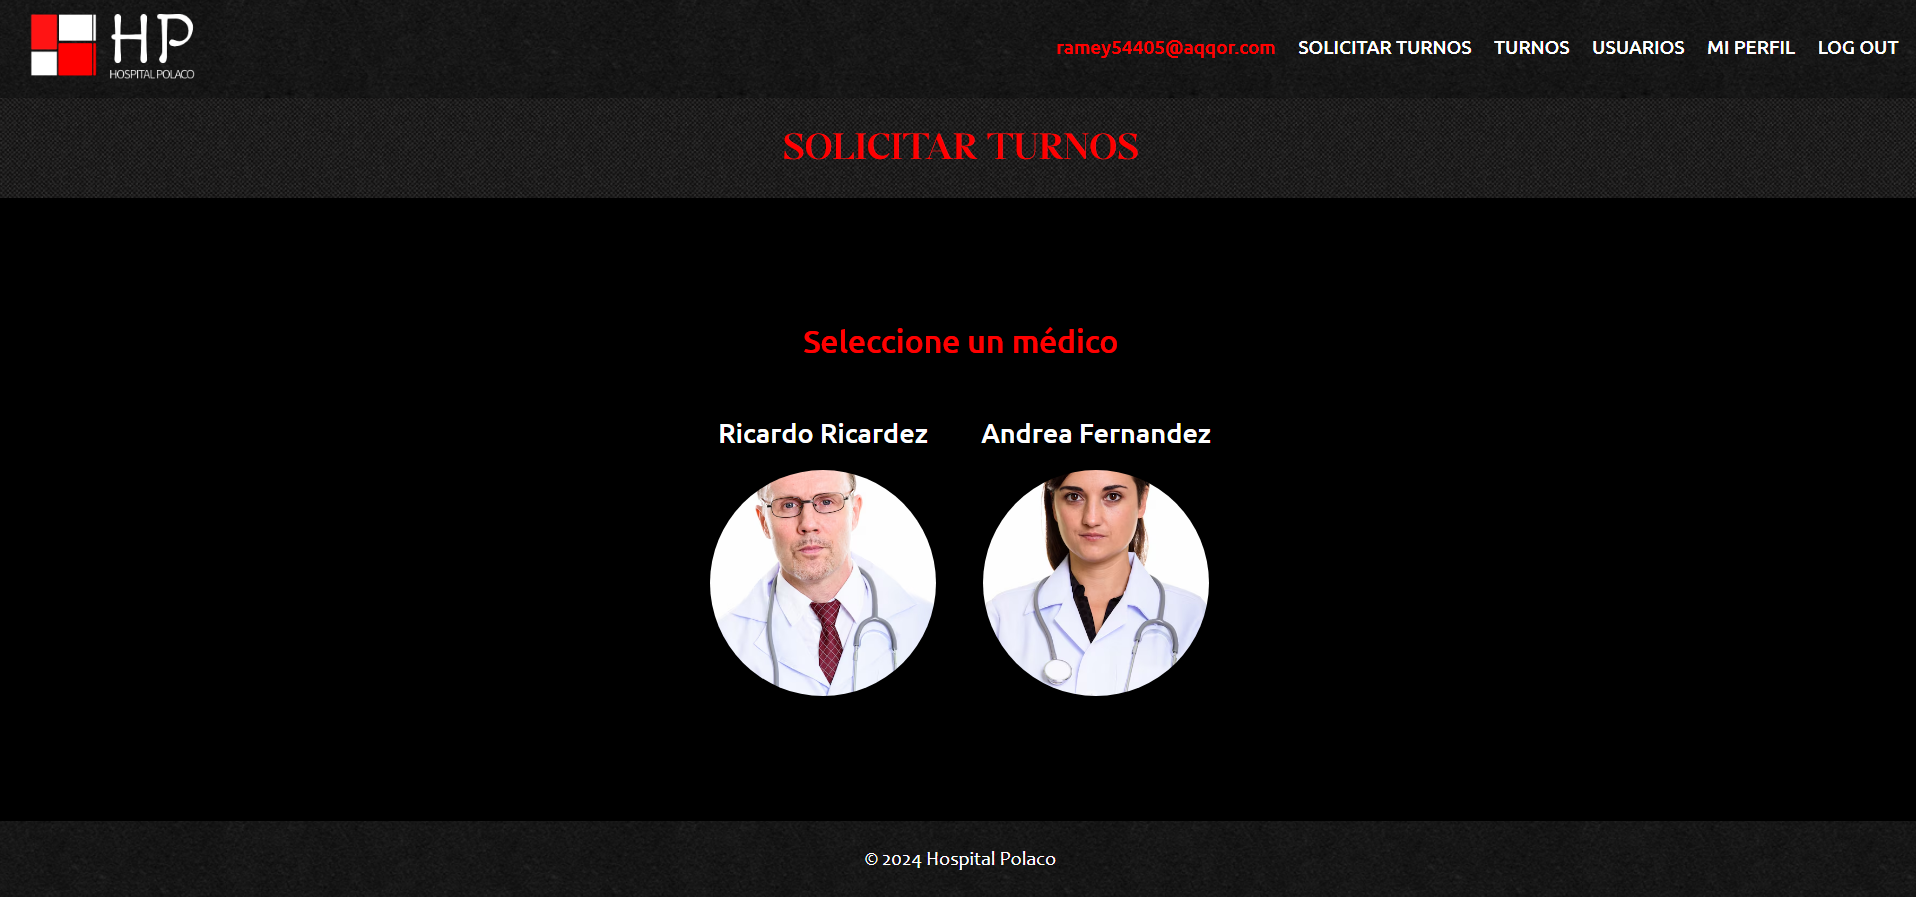 HP
HOSPITAL POLACO
ramey54405@aqqor.com SOLICITAR TURNOS TURNOS USUARIOS MI PERFIL LOG OUT
SOLICITAR TURNOS
Seleccione un médico
Ricardo Ricardez Andrea Fernandez
© 2024 Hospital Polaco